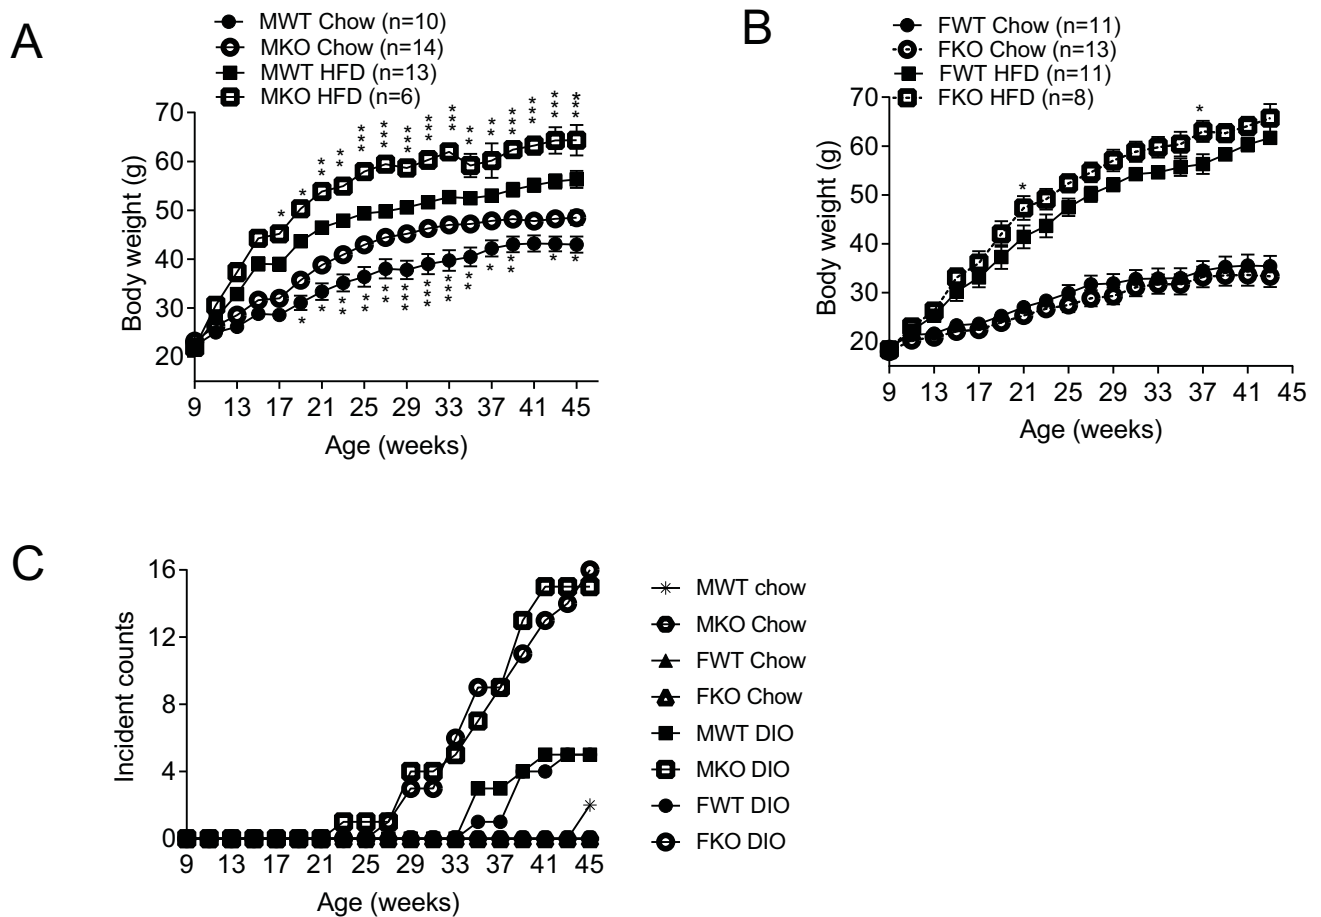 A
MWT Chow (n=10)
MKO Chow (n=14)
MWT HFD (n=13)
MKO HFD (n=6)
Body weight (g)
70
60
50
40
30
20
9 13 17 21 25 29 33 37 41 45
Age (weeks)
B
FWT Chow (n=11)
FKO Chow (n=13)
FWT HFD (n=11)
FKO HFD (n=8)
Body weight (g)
70
60
50
40
30
20
9 13 17 21 25 29 33 37 41 45
Age (weeks)
C
Incident counts
16
12
8
4
0
9 13 17 21 25 29 33 37 41 45
Age (weeks)
MWT chow
MKO Chow
FWT Chow
FKO Chow
MWT DIO
MKO DIO
FWT DIO
FKO DIO